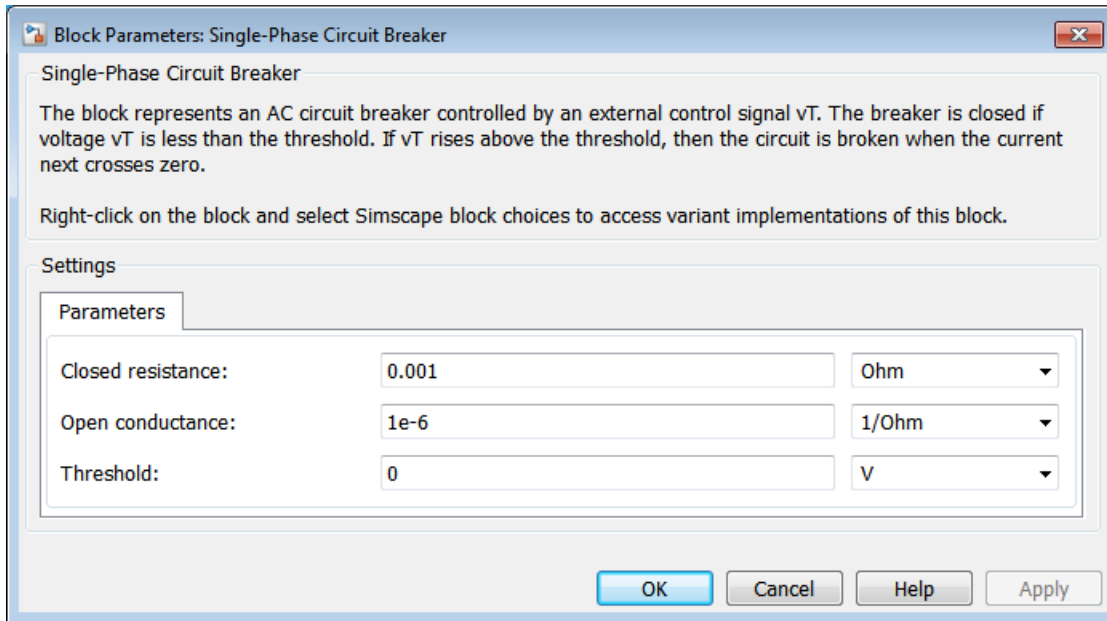 Block Parameters: Single-Phase Circuit Breaker
Single-Phase Circuit Breaker
The block represents an AC circuit breaker controlled by an external control signal vT. The breaker is closed if
voltage vT is less than the threshold. If vT rises above the threshold, then the circuit is broken when the current
next crosses zero.
Right-click on the block and select Simscape block choices to access variant implementations of this block.
Settings
Parameters
Closed resistance: 0.001 Ohm
Open conductance: 1e-6 1/Ohm
Threshold: 0 V
OK Cancel Help Apply